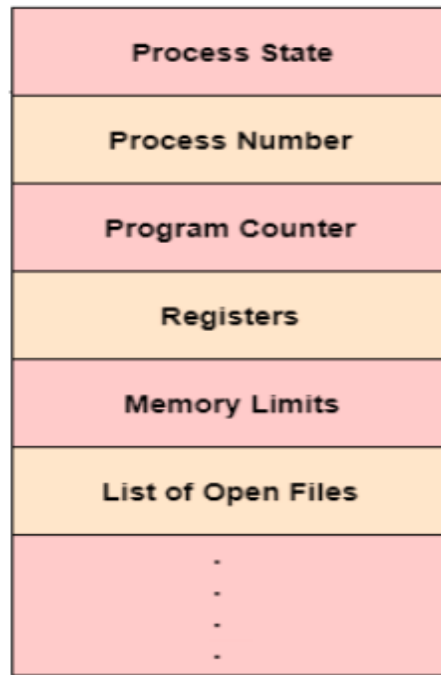 Process State
Process Number
Program Counter
Registers
Memory Limits
List of Open Files
.
.
.
.